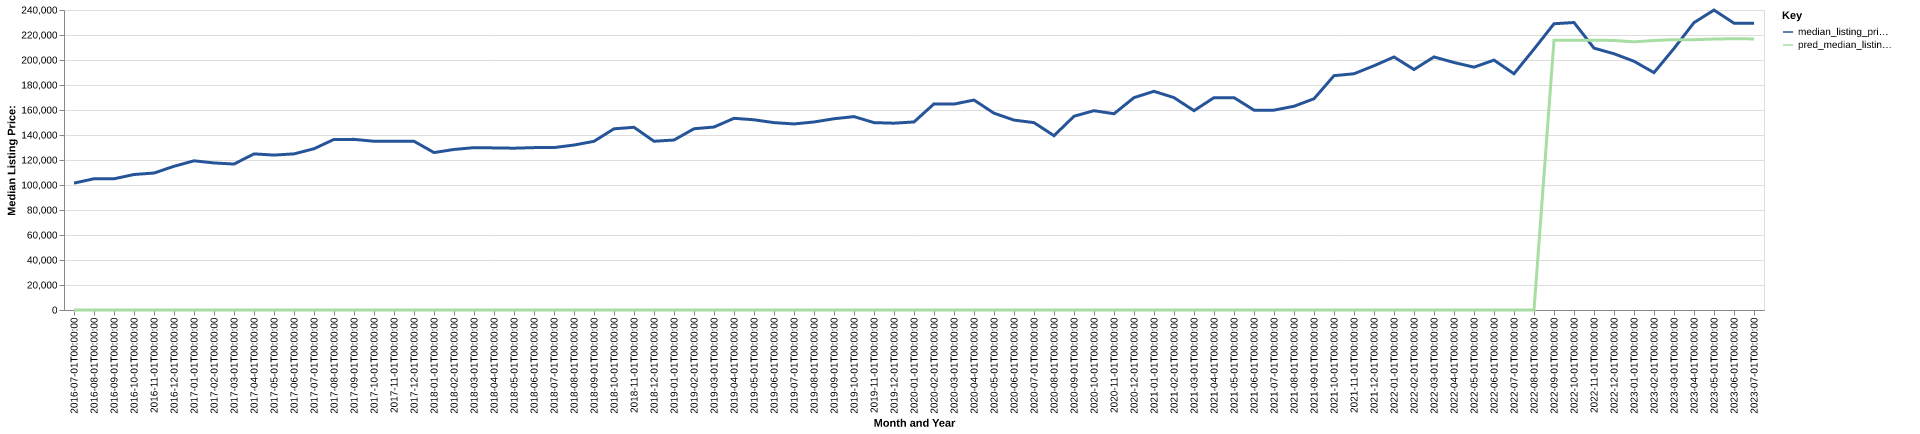 240,000
220,000
200,000
180,000
160,000
140,000
120,000
100,000
80,000
60,000
40,000
20,000
0
Median Listing Price:
2016-07-01T00:00:00
2016-08-01T00:00:00
2016-09-01T00:00:00
2016-10-01T00:00:00
2016-11-01T00:00:00
2016-12-01T00:00:00
2017-01-01T00:00:00
2017-02-01T00:00:00
2017-03-01T00:00:00
2017-04-01T00:00:00
2017-05-01T00:00:00
2017-06-01T00:00:00
2017-07-01T00:00:00
2017-08-01T00:00:00
2017-09-01T00:00:00
2017-10-01T00:00:00
2017-11-01T00:00:00
2017-12-01T00:00:00
2018-01-01T00:00:00
2018-02-01T00:00:00
2018-03-01T00:00:00
2018-04-01T00:00:00
2018-05-01T00:00:00
2018-06-01T00:00:00
2018-07-01T00:00:00
2018-08-01T00:00:00
2018-09-01T00:00:00
2018-10-01T00:00:00
2018-11-01T00:00:00
2018-12-01T00:00:00
2019-01-01T00:00:00
2019-02-01T00:00:00
2019-03-01T00:00:00
2019-04-01T00:00:00
2019-05-01T00:00:00
2019-06-01T00:00:00
2019-07-01T00:00:00
2019-08-01T00:00:00
2019-09-01T00:00:00
2019-10-01T00:00:00
2019-11-01T00:00:00
2019-12-01T00:00:00
2020-01-01T00:00:00
2020-02-01T00:00:00
2020-03-01T00:00:00
2020-04-01T00:00:00
2020-05-01T00:00:00
2020-06-01T00:00:00
2020-07-01T00:00:00
2020-08-01T00:00:00
2020-09-01T00:00:00
2020-10-01T00:00:00
2020-11-01T00:00:00
2020-12-01T00:00:00
2021-01-01T00:00:00
2021-02-01T00:00:00
2021-03-01T00:00:00
2021-04-01T00:00:00
2021-05-01T00:00:00
2021-06-01T00:00:00
2021-07-01T00:00:00
2021-08-01T00:00:00
2021-09-01T00:00:00
2021-10-01T00:00:00
2021-11-01T00:00:00
2021-12-01T00:00:00
2022-01-01T00:00:00
2022-02-01T00:00:00
2022-03-01T00:00:00
2022-04-01T00:00:00
2022-05-01T00:00:00
2022-06-01T00:00:00
2022-07-01T00:00:00
2022-08-01T00:00:00
2022-09-01T00:00:00
2022-10-01T00:00:00
2022-11-01T00:00:00
2022-12-01T00:00:00
2023-01-01T00:00:00
2023-02-01T00:00:00
2023-03-01T00:00:00
2023-04-01T00:00:00
2023-05-01T00:00:00
2023-06-01T00:00:00
2023-07-01T00:00:00
Month and Year
Key
median_listing_pri…
pred_median_listin…